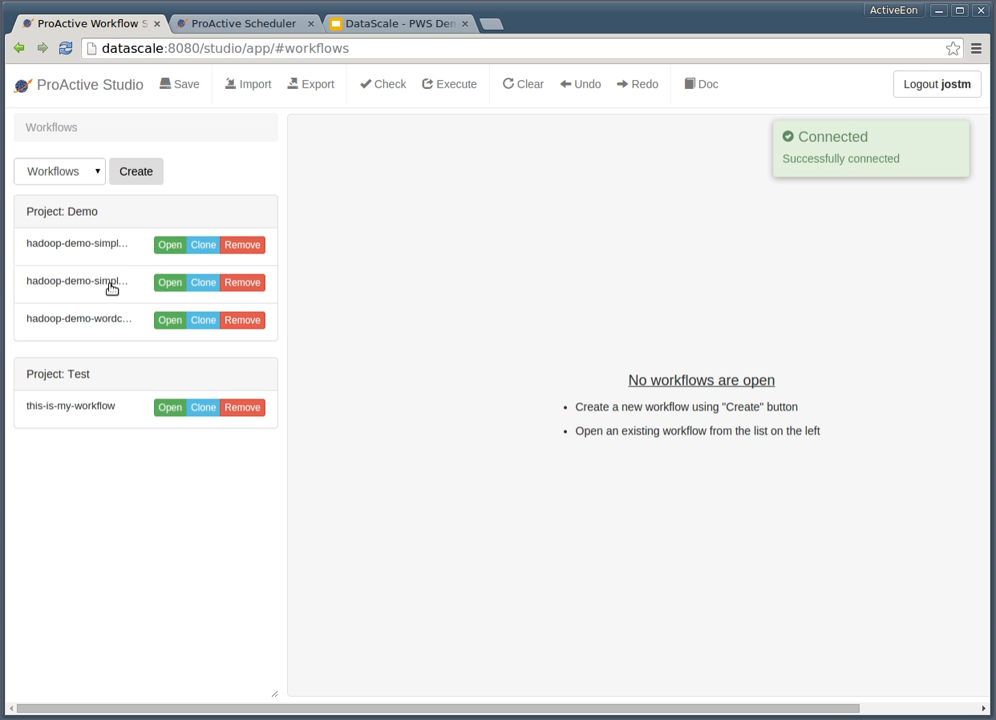 ActiveEon
ProActive Workflow S
ProActive Scheduler
DataScale - PWS Den
datascale:8080/studio/app/#workflows
ProActive Studio
Save
Import
Export
Check
Execute
Clear
Undo
Redo
Doc
Logout jostm
Workflows
Connected
Successfully connected
Workflows
Create
Project: Demo
hadoop-demo-simpl...
Open Clone Remove
hadoop-demo-simpl...
Open Clone Remove
hadoop-demo-wordc...
Open Clone Remove
Project: Test
this-is-my-workflow
Open Clone Remove
No workflows are open
• Create a new workflow using "Create" button
• Open an existing workflow from the list on the left